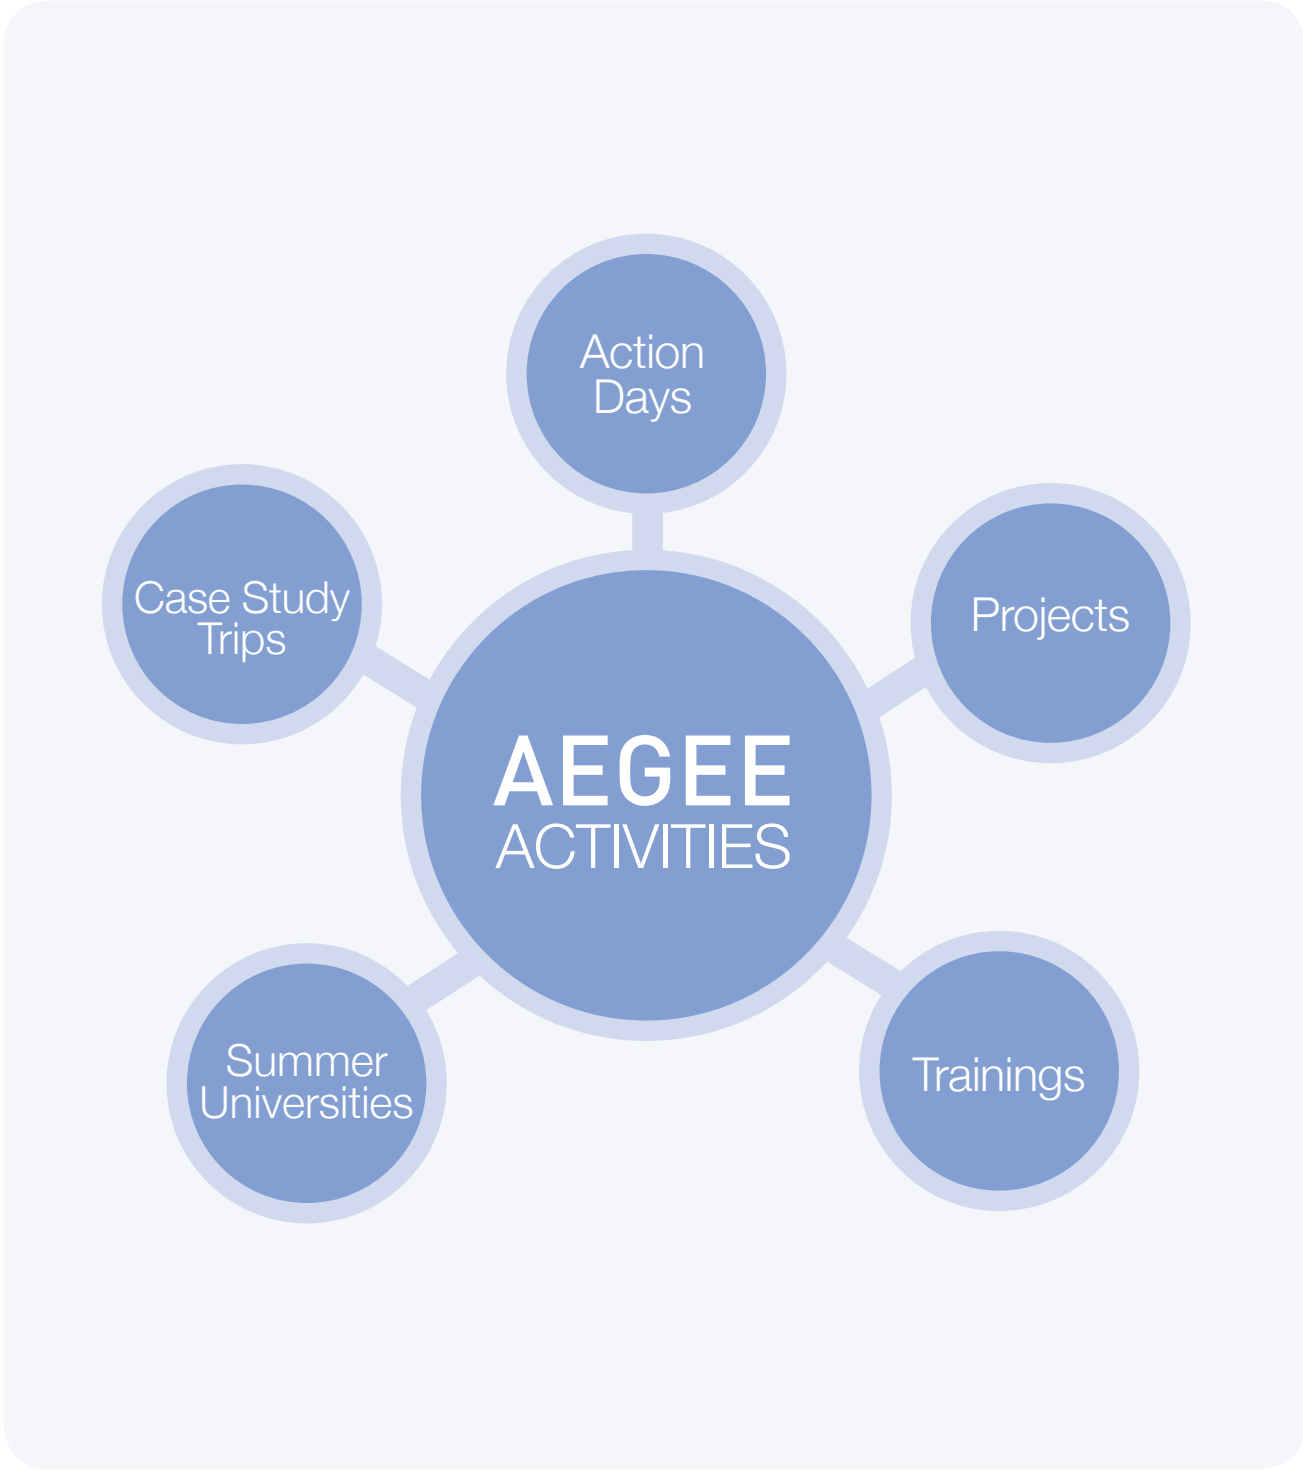 Action
Days
Case Study
Trips
Projects
AEGEE
ACTIVITIES
Summer
Universities
Trainings